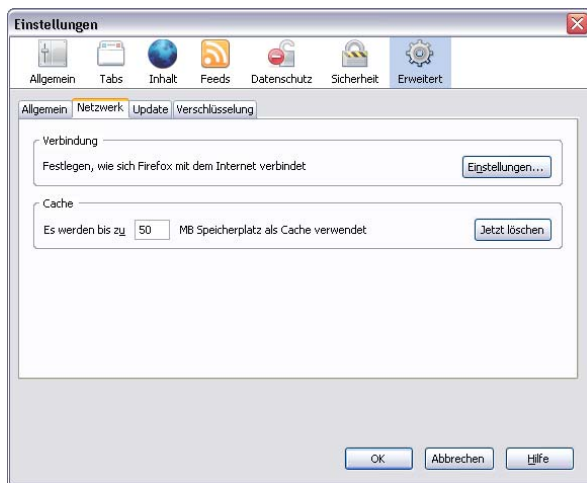 Einstellungen
Allgemein Tabs Inhalt Feeds Datenschutz Sicherheit Erweitert
Allgemein Netzwerk Update Verschlüsselung
Verbindung
Festlegen, wie sich Firefox mit dem Internet verbindet Einstellungen...
Cache
Es werden bis zu 50 MB Speicherplatz als Cache verwendet Jetzt löschen
OK Abbrechen Hilfe